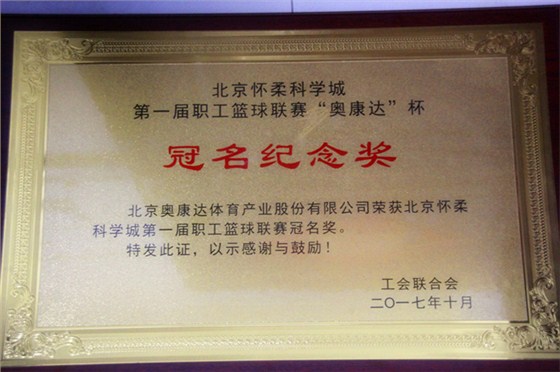 北京怀柔科学城
第一届职工篮球联赛“奥康达”杯
冠名纪念奖
北京奥康达体育产业股份有限公司荣获北京怀柔
科学城第一届职工篮球联赛冠名奖。
特发此证，以示感谢与鼓励！
工会联合会
二〇一七年十月